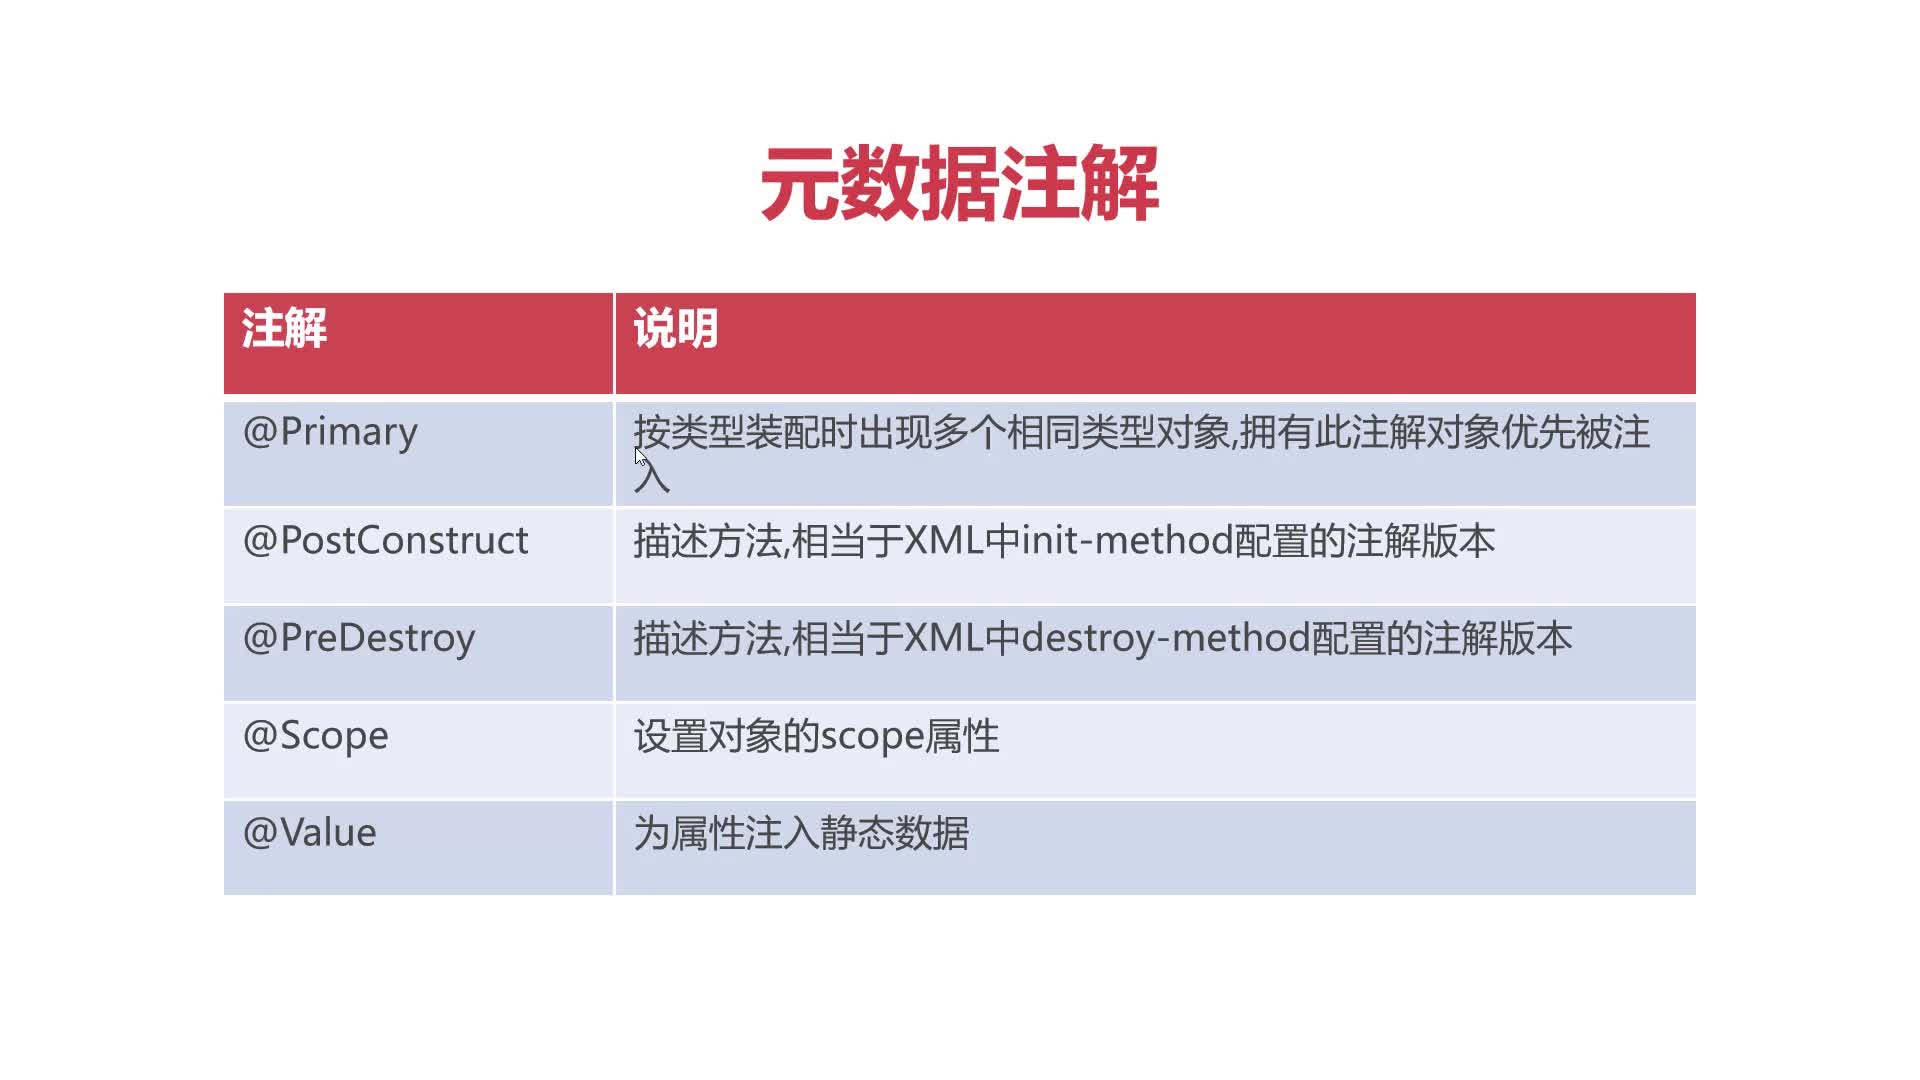 元数据注解
注解 说明
@Primary 按类型装配时出现多个相同类型对象,拥有此注解对象优先被注
入
@PostConstruct 描述方法,相当于XML中init-method配置的注解版本
@PreDestroy 描述方法,相当于XML中destroy-method配置的注解版本
@Scope 设置对象的scope属性
@Value 为属性注入静态数据